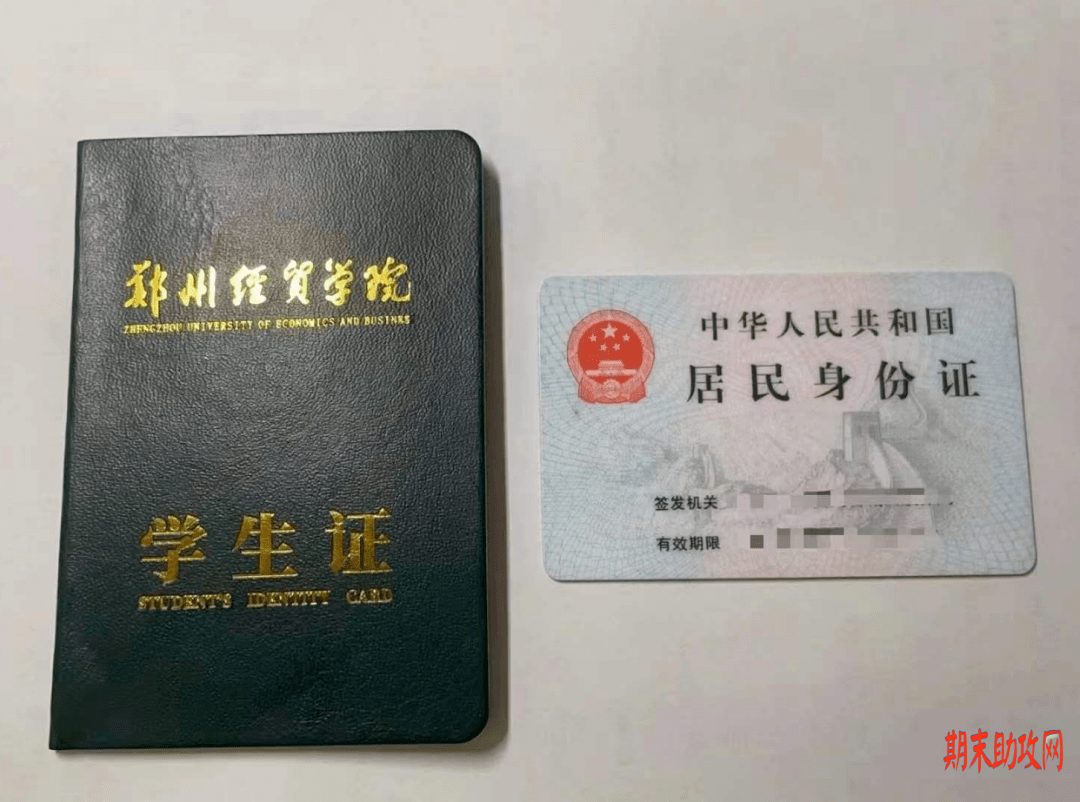 郑州经贸学院
ZHENGZHOU UNIVERSITY OF ECONOMICS AND BUSINKS
学生证
STUDENT'S IDENTITY CARD
中华人民共和国
居民身份证
签发机关
有效期限
期末助攻网